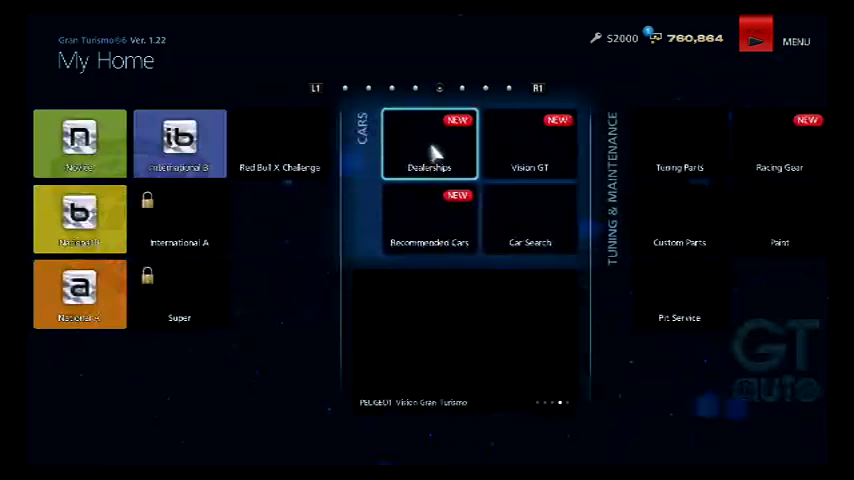 Gran Turismo®6 Ver. 1.22
My Home
S2000
760,864
MENU
L1
R1
CARS
NEW
Dealerships
NEW
Vision GT
NEW
Recommended Cars
Car Search
TUNING & MAINTENANCE
Tuning Parts
NEW
Racing Gear
Custom Parts
Paint
Pit Service
n
Novice
ib
International B
Red Bull X Challenge
b
National B
International A
a
National A
Super
PEUGEOT Vision Gran Turismo
GT
auto